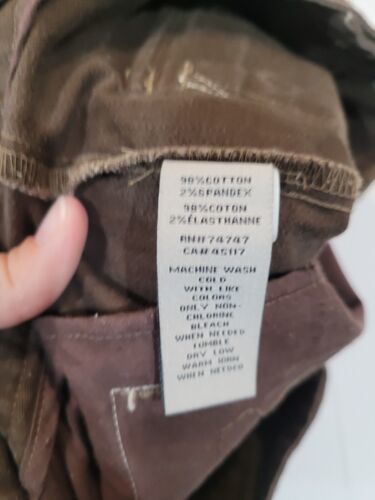 98%COTTON
2%SPANDEX
98%COTON
2%ÉLASTHANNE
RN# 74747
CA# 45117
MACHINE WASH
COLD
WITH LIKE
COLORS
ONLY NON-
CHLORINE
BLEACH
WHEN NEEDED
TUMBLE
DRY LOW
WARM IRON
WHEN NEEDED